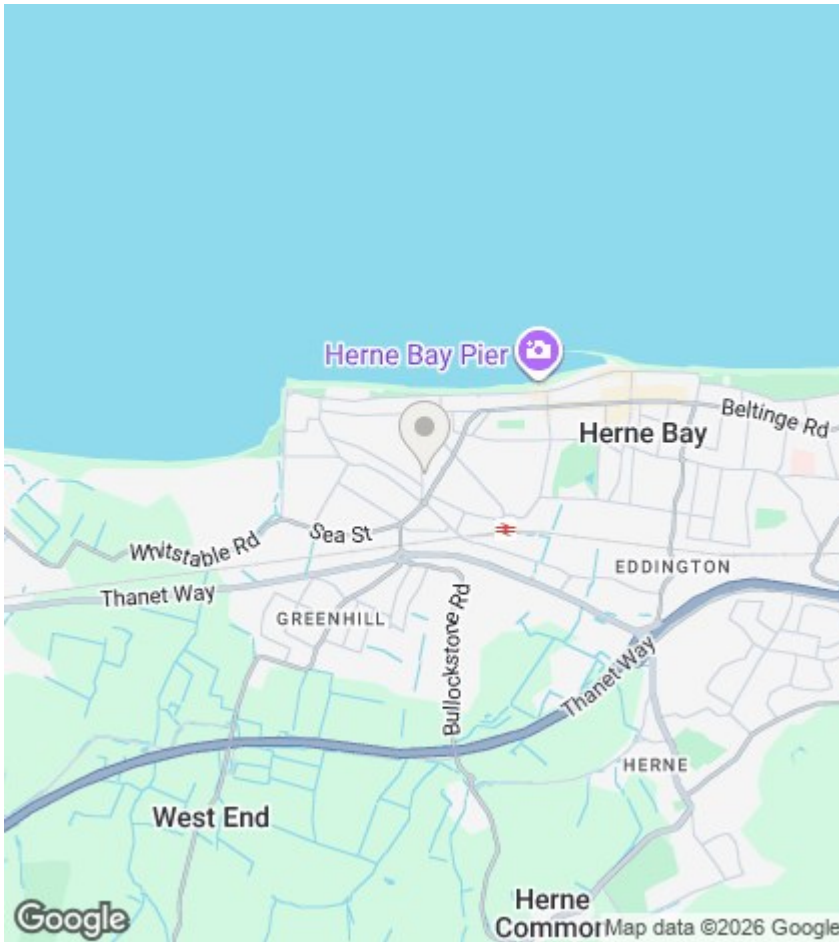 Herne Bay Pier
Beltinge Rd
Herne Bay
Sea St
Whitstable Rd
EDDINGTON
Thanet Way
GREENHILL
Bullockstone Rd
Thanet Way
HERNE
West End
Herne
Common
Google
Map data ©2026 Google